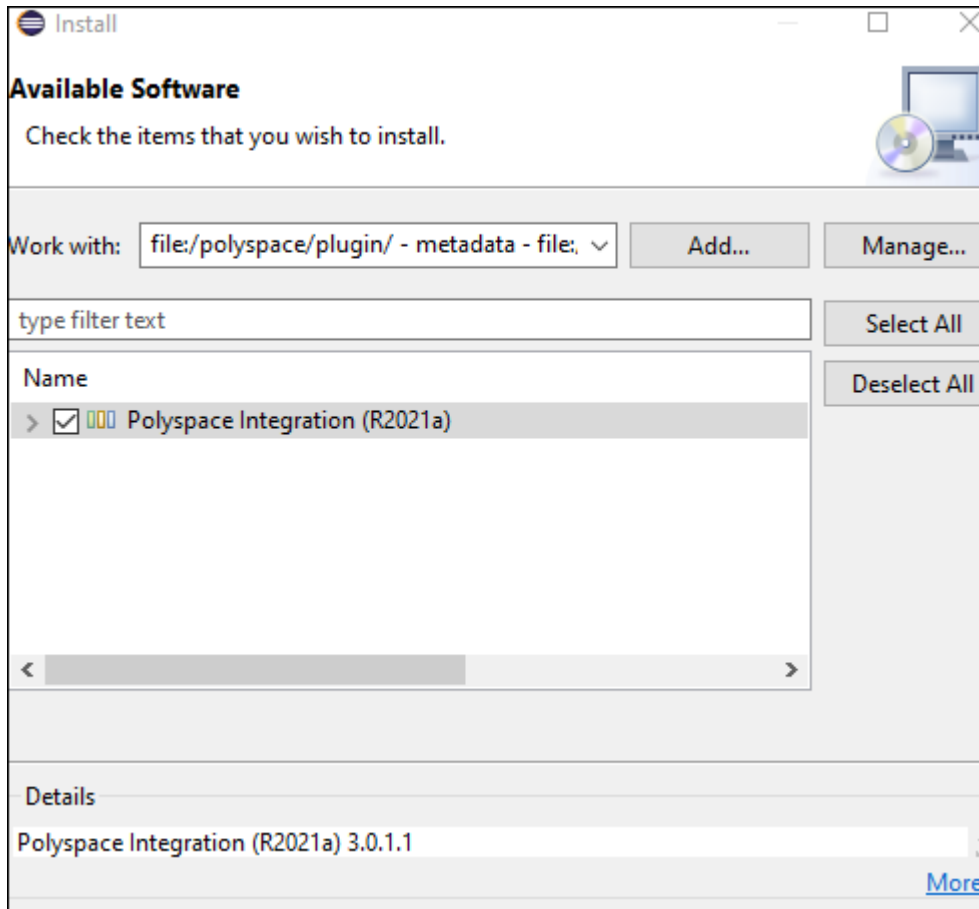 Install
Available Software
Check the items that you wish to install.
Work with: file:/polyspace/plugin/ - metadata - file:/ Add... Manage...
type filter text Select All
Name Deselect All
Polyspace Integration (R2021a)
Details
Polyspace Integration (R2021a) 3.0.1.1
More